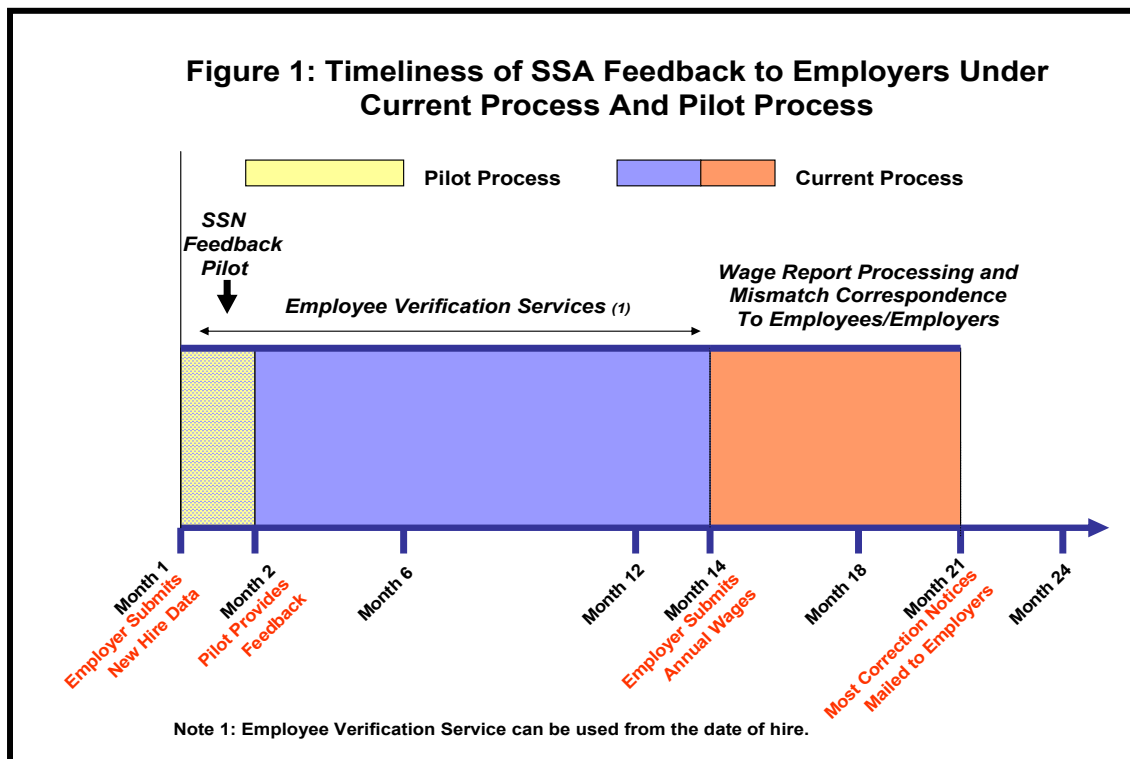 Figure 1: Timeliness of SSA Feedback to Employers Under
Current Process And Pilot Process
Pilot Process
Current Process
SSN
Feedback
Pilot
Employee Verification Services (1)
Wage Report Processing and
Mismatch Correspondence
To Employees/Employers
Month 1
Employer Submits
New Hire Data
Month 2
Pilot Provides
Feedback
Month 6
Month 12
Month 14
Employer Submits
Annual Wages
Month 18
Month 21
Most Correction Notices
Mailed to Employers
Month 24
Note 1: Employee Verification Service can be used from the date of hire.